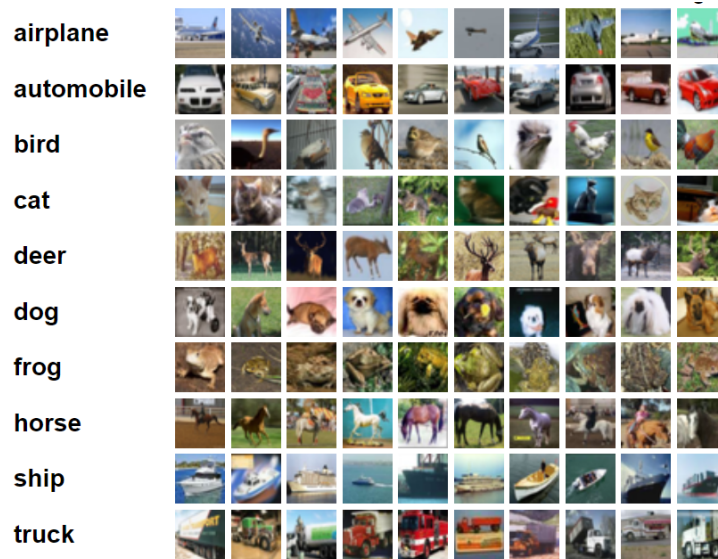 airplane
automobile
bird
cat
deer
dog
frog
horse
ship
truck